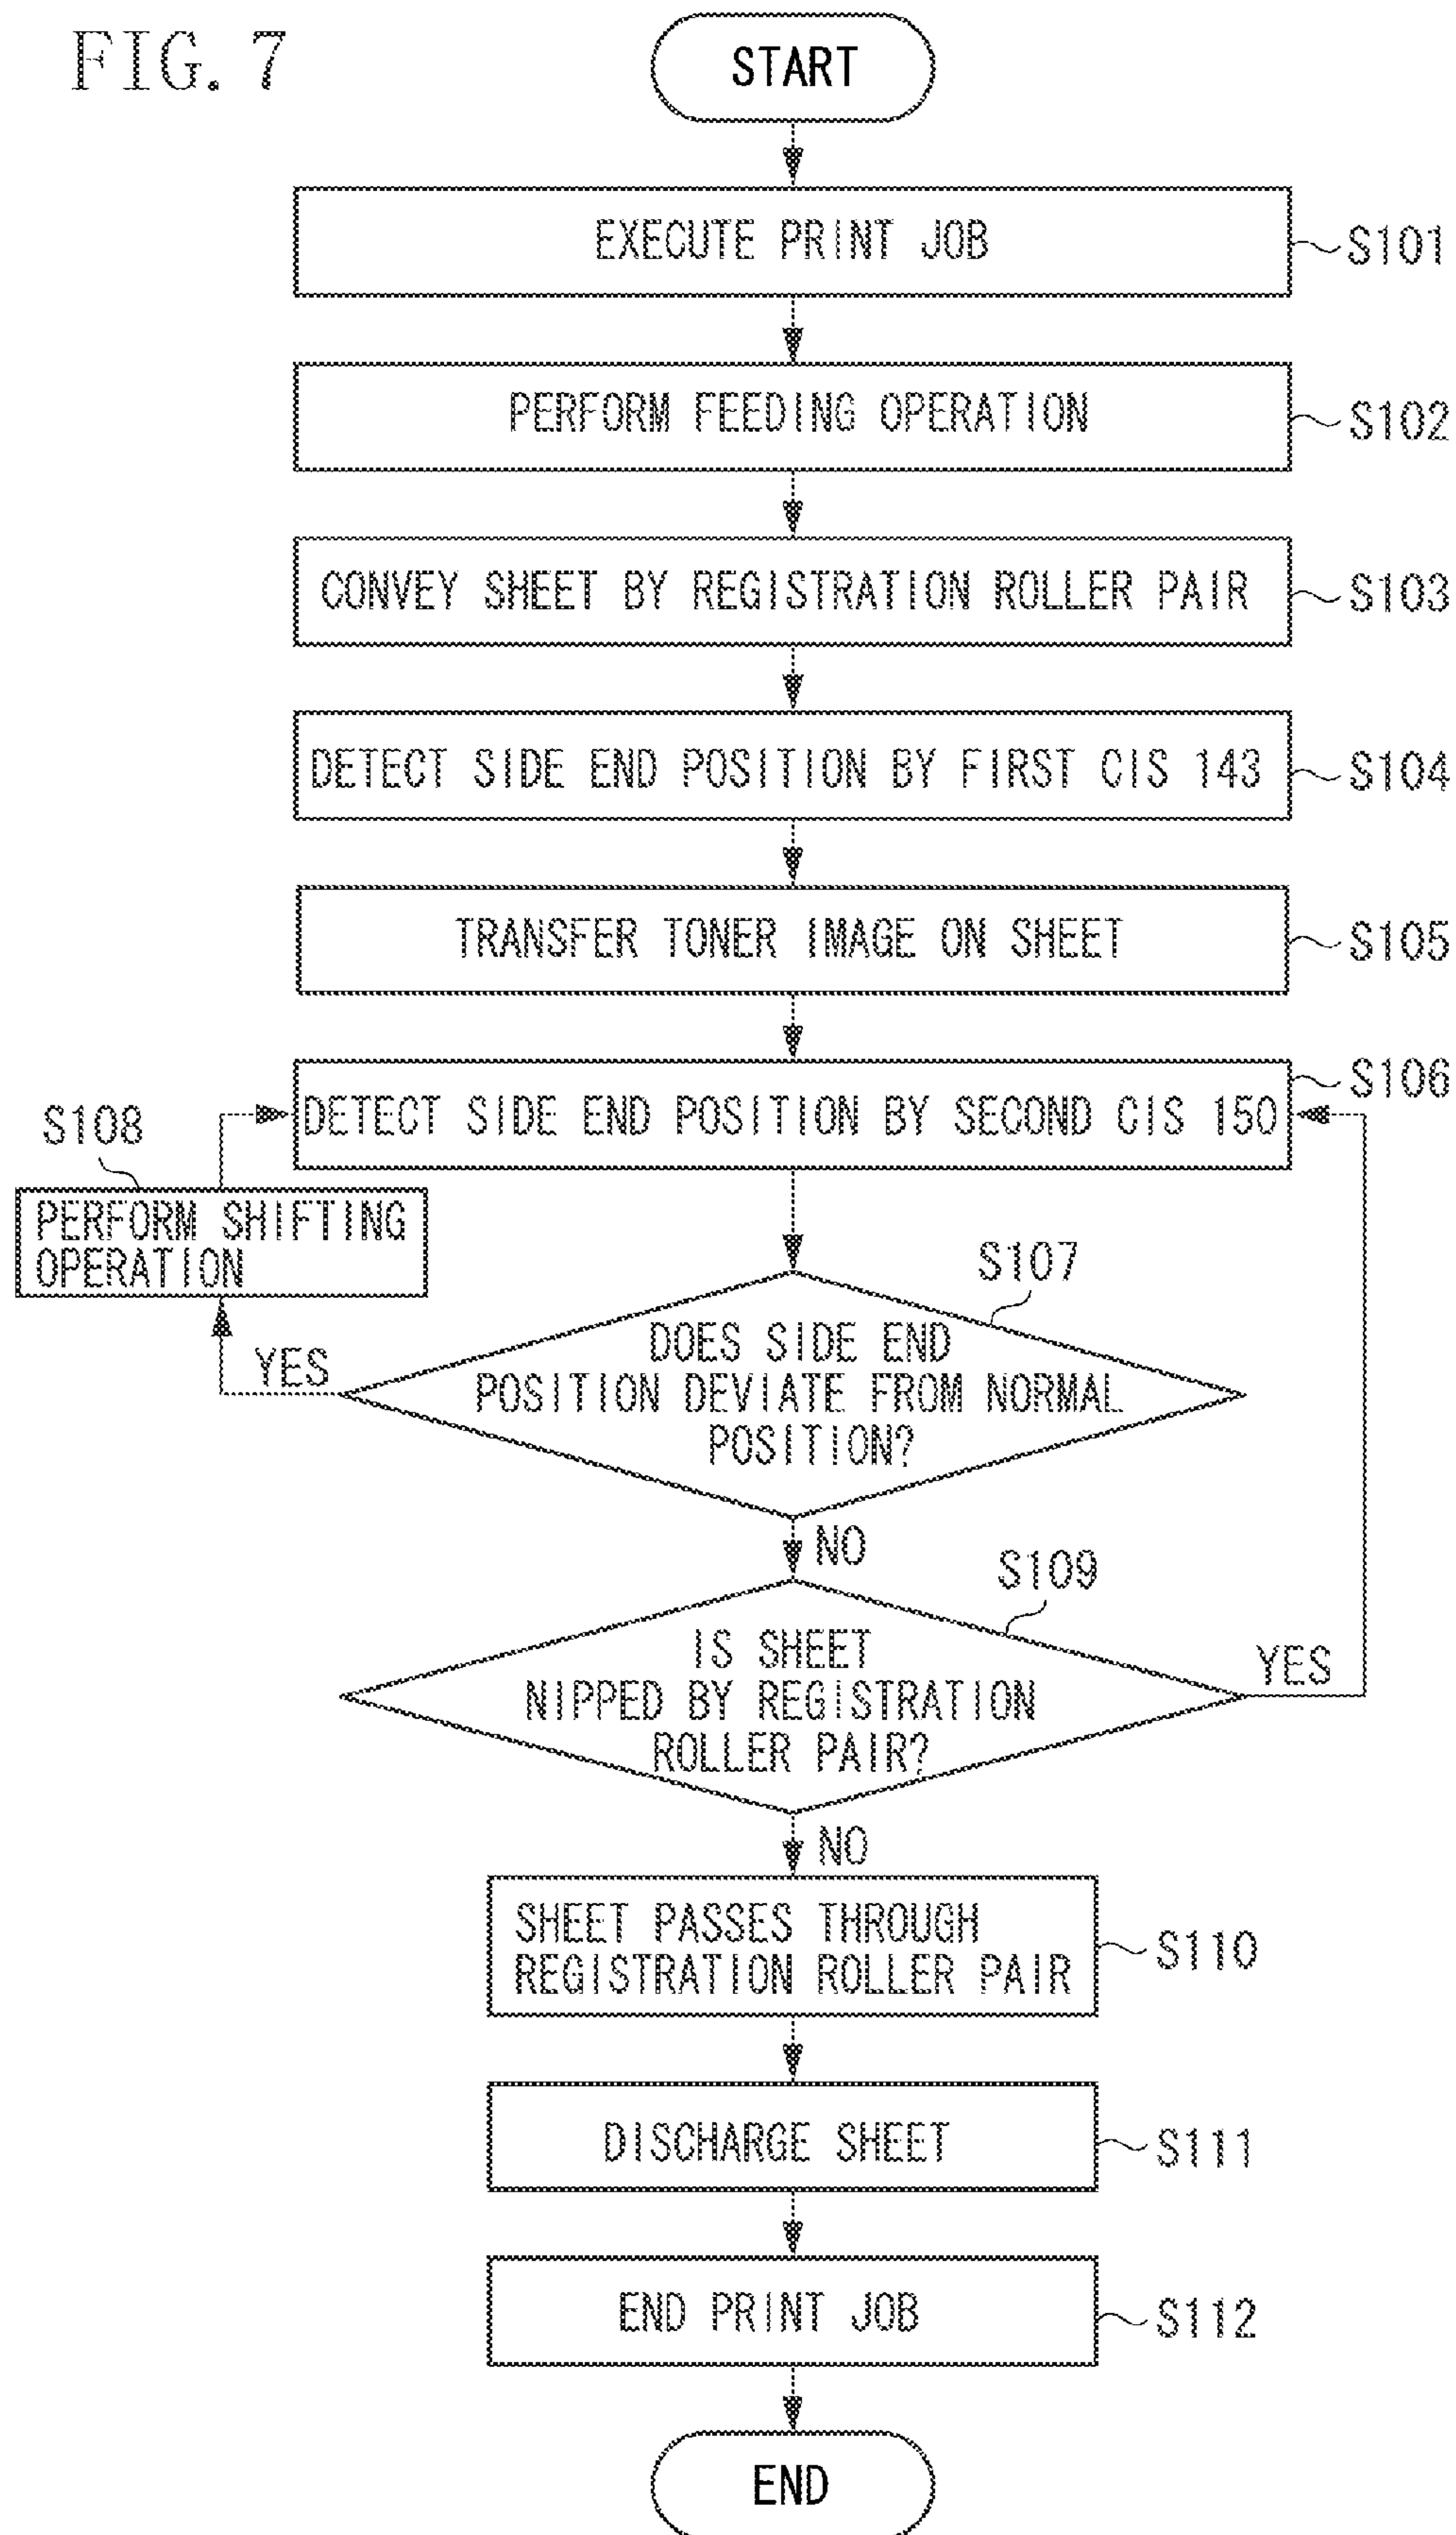 FIG. 7
START
EXECUTE PRINT JOB
S101
PERFORM FEEDING OPERATION
S102
CONVEY SHEET BY REGISTRATION ROLLER PAIR
S103
DETECT SIDE END POSITION BY FIRST CIS 143
S104
TRANSFER TONER IMAGE ON SHEET
S105
DETECT SIDE END POSITION BY SECOND CIS 150
S106
S108
PERFORM SHIFTING
OPERATION
YES
S107
DOES SIDE END
POSITION DEVIATE FROM NORMAL
POSITION?
NO
S109
IS SHEET
NIPPED BY REGISTRATION
ROLLER PAIR?
YES
NO
SHEET PASSES THROUGH
REGISTRATION ROLLER PAIR
S110
DISCHARGE SHEET
S111
END PRINT JOB
S112
END